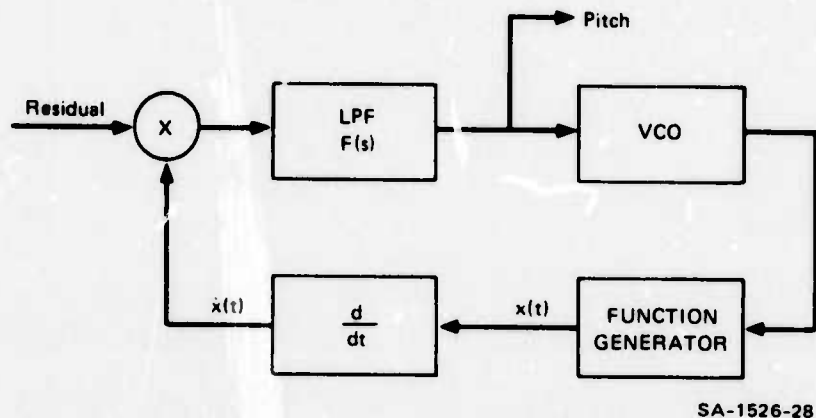 Pitch
Residual
X
LPF
F(s)
VCO
ẋ(t)
d
dt
x(t)
FUNCTION
GENERATOR
SA-1526-28